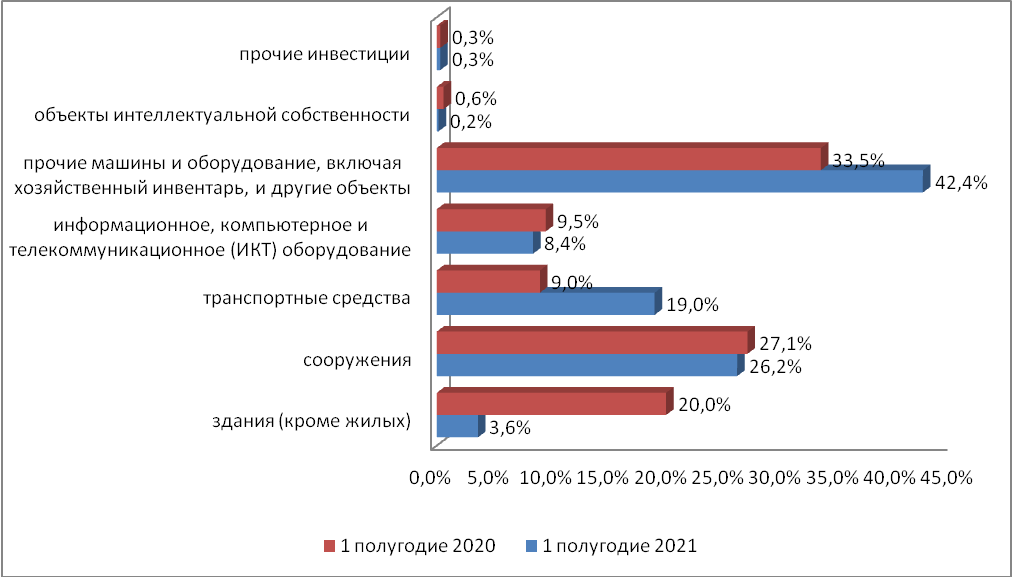 прочие инвестиции
0,3%
0,3%
объекты интеллектуальной собственности
0,6%
0,2%
прочие машины и оборудование, включая
хозяйственный инвентарь, и другие объекты
33,5%
42,4%
информационное, компьютерное и
телекоммуникационное (ИКТ) оборудование
9,5%
8,4%
транспортные средства
9,0%
19,0%
сооружения
27,1%
26,2%
здания (кроме жилых)
20,0%
3,6%
0,0% 5,0% 10,0% 15,0% 20,0% 25,0% 30,0% 35,0% 40,0% 45,0%
1 полугодие 2020 1 полугодие 2021